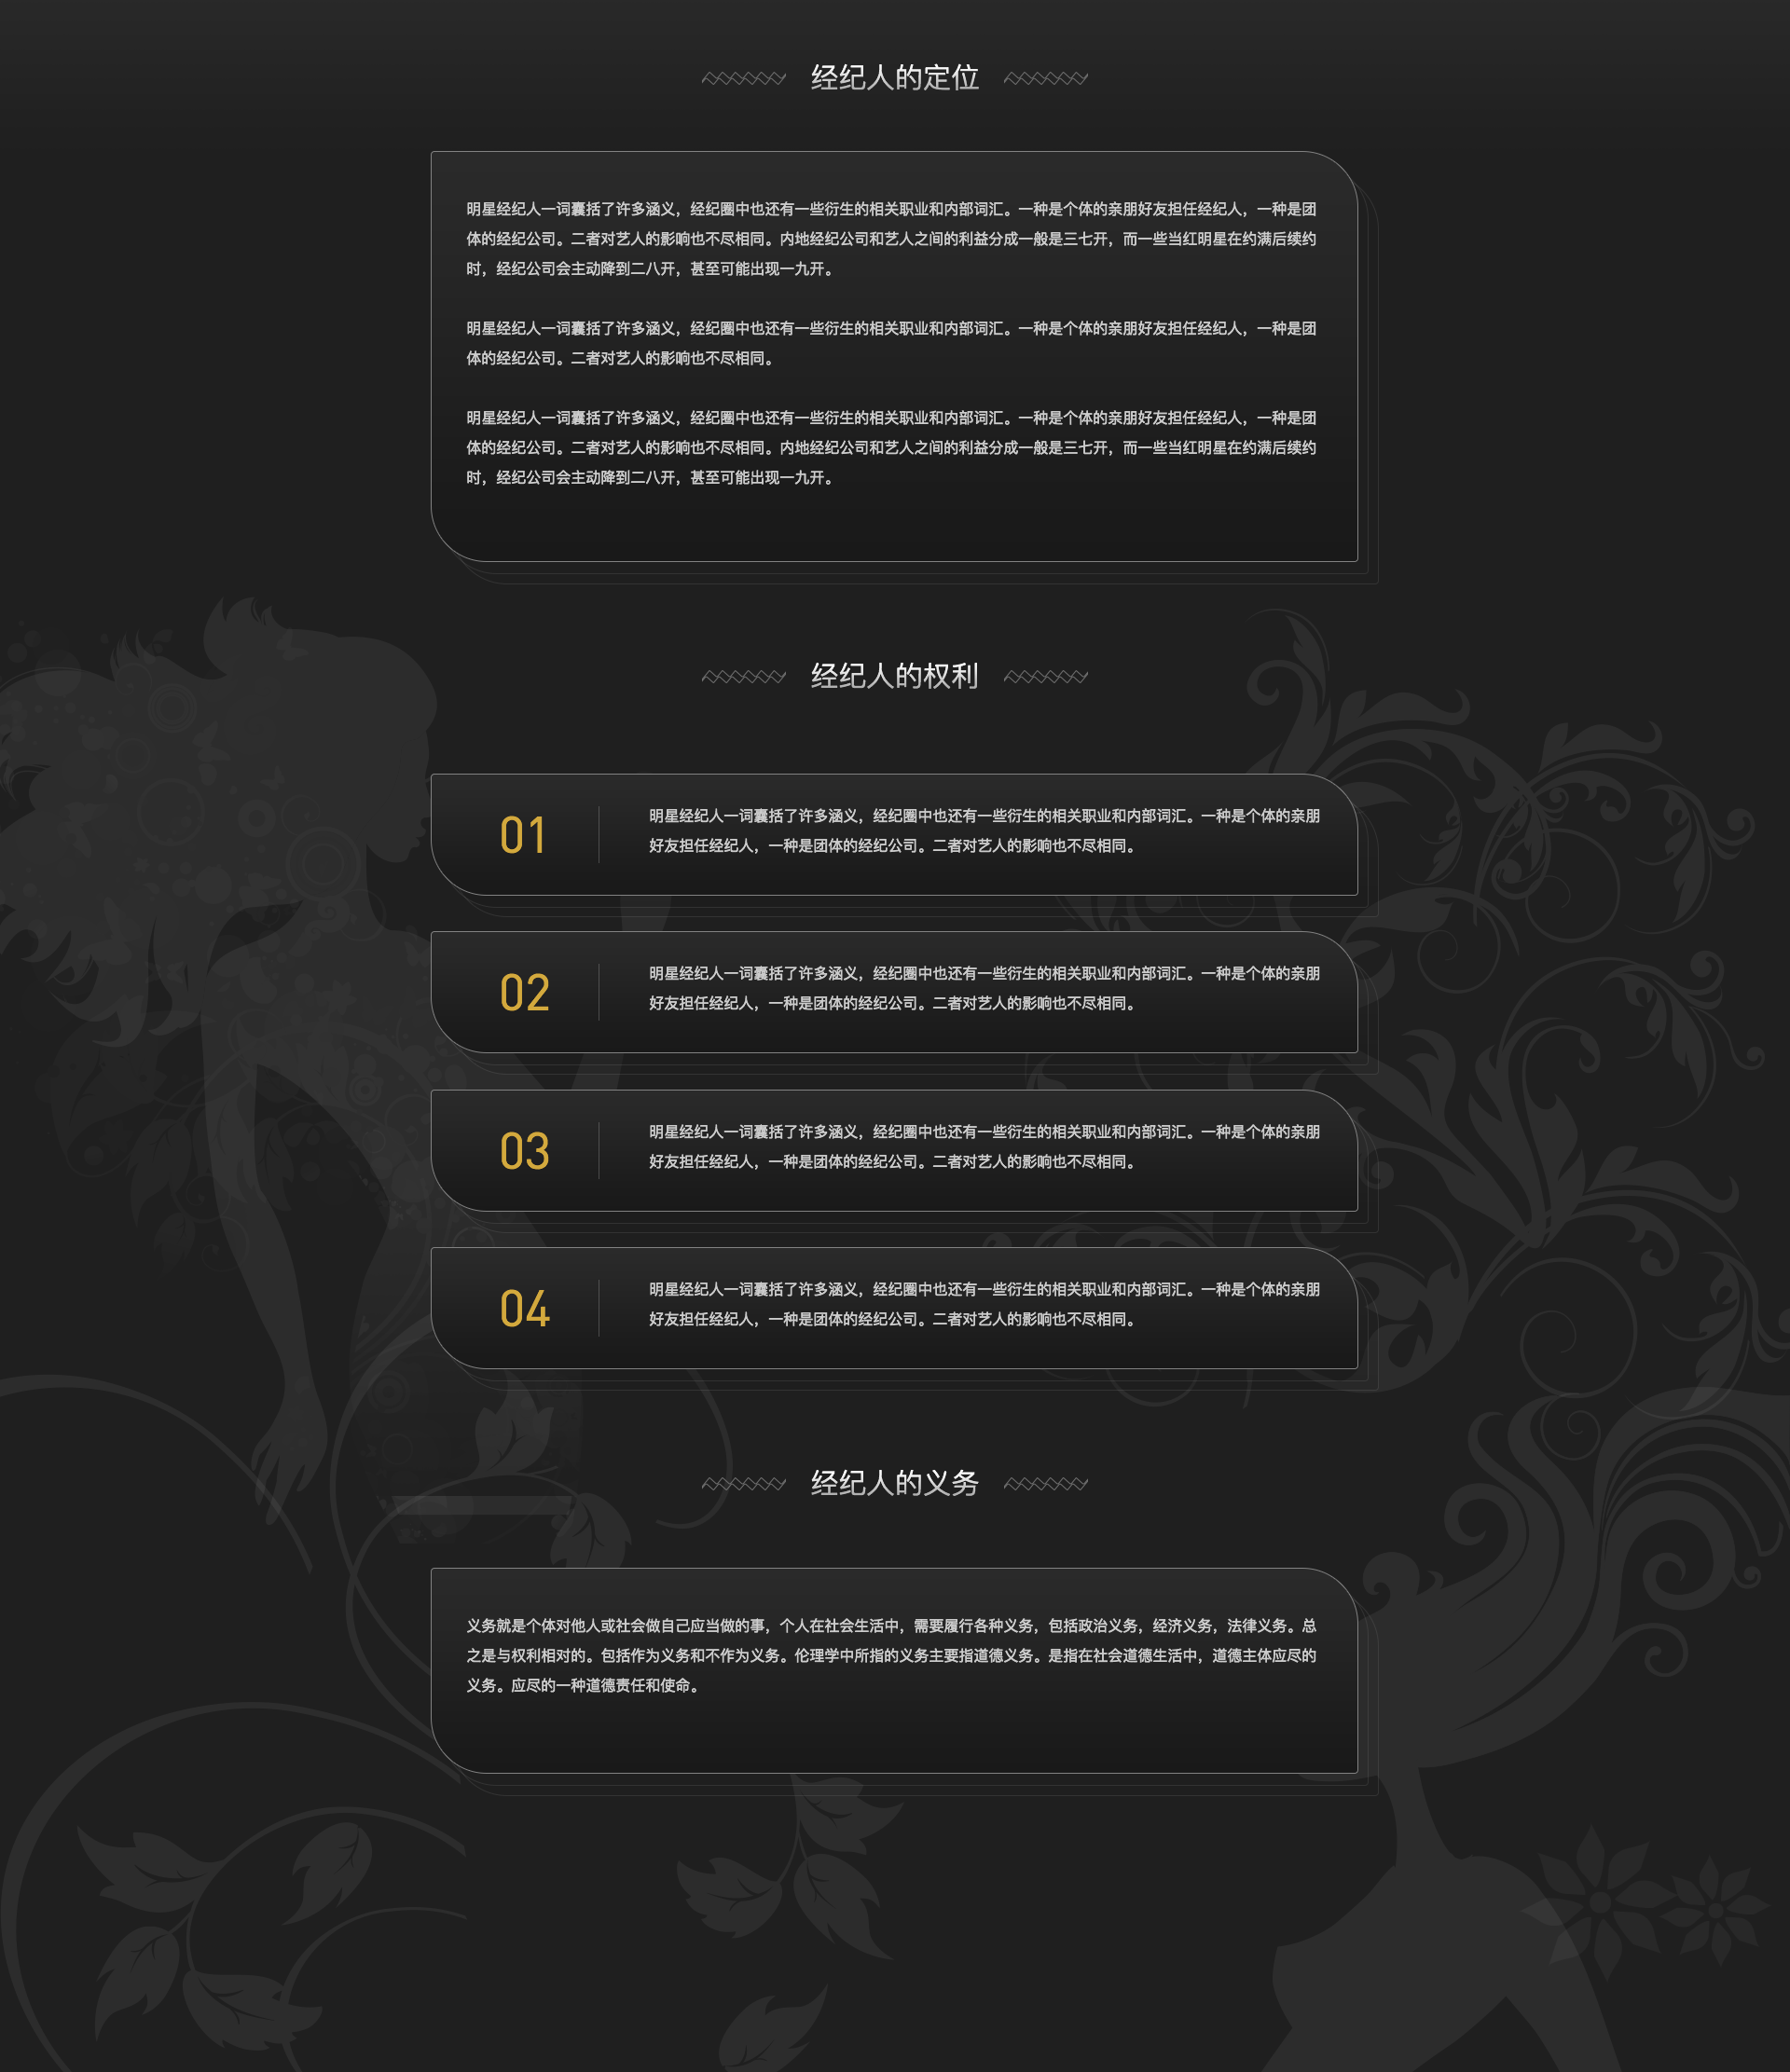 经纪人的定位
明星经纪人一词囊括了许多涵义，经纪圈中也还有一些衍生的相关职业和内部词汇。一种是个体的亲朋好友担任经纪人，一种是团
体的经纪公司。二者对艺人的影响也不尽相同。内地经纪公司和艺人之间的利益分成一般是三七开，而一些当红明星在约满后续约
时，经纪公司会主动降到二八开，甚至可能出现一九开。
明星经纪人一词囊括了许多涵义，经纪圈中也还有一些衍生的相关职业和内部词汇。一种是个体的亲朋好友担任经纪人，一种是团
体的经纪公司。二者对艺人的影响也不尽相同。
明星经纪人一词囊括了许多涵义，经纪圈中也还有一些衍生的相关职业和内部词汇。一种是个体的亲朋好友担任经纪人，一种是团
体的经纪公司。二者对艺人的影响也不尽相同。内地经纪公司和艺人之间的利益分成一般是三七开，而一些当红明星在约满后续约
时，经纪公司会主动降到二八开，甚至可能出现一九开。
经纪人的权利
01
明星经纪人一词囊括了许多涵义，经纪圈中也还有一些衍生的相关职业和内部词汇。一种是个体的亲朋
好友担任经纪人，一种是团体的经纪公司。二者对艺人的影响也不尽相同。
02
明星经纪人一词囊括了许多涵义，经纪圈中也还有一些衍生的相关职业和内部词汇。一种是个体的亲朋
好友担任经纪人，一种是团体的经纪公司。二者对艺人的影响也不尽相同。
03
明星经纪人一词囊括了许多涵义，经纪圈中也还有一些衍生的相关职业和内部词汇。一种是个体的亲朋
好友担任经纪人，一种是团体的经纪公司。二者对艺人的影响也不尽相同。
04
明星经纪人一词囊括了许多涵义，经纪圈中也还有一些衍生的相关职业和内部词汇。一种是个体的亲朋
好友担任经纪人，一种是团体的经纪公司。二者对艺人的影响也不尽相同。
经纪人的义务
义务就是个体对他人或社会做自己应当做的事，个人在社会生活中，需要履行各种义务，包括政治义务，经济义务，法律义务。总
之是与权利相对的。包括作为义务和不作为义务。伦理学中所指的义务主要指道德义务。是指在社会道德生活中，道德主体应尽的
义务。应尽的一种道德责任和使命。